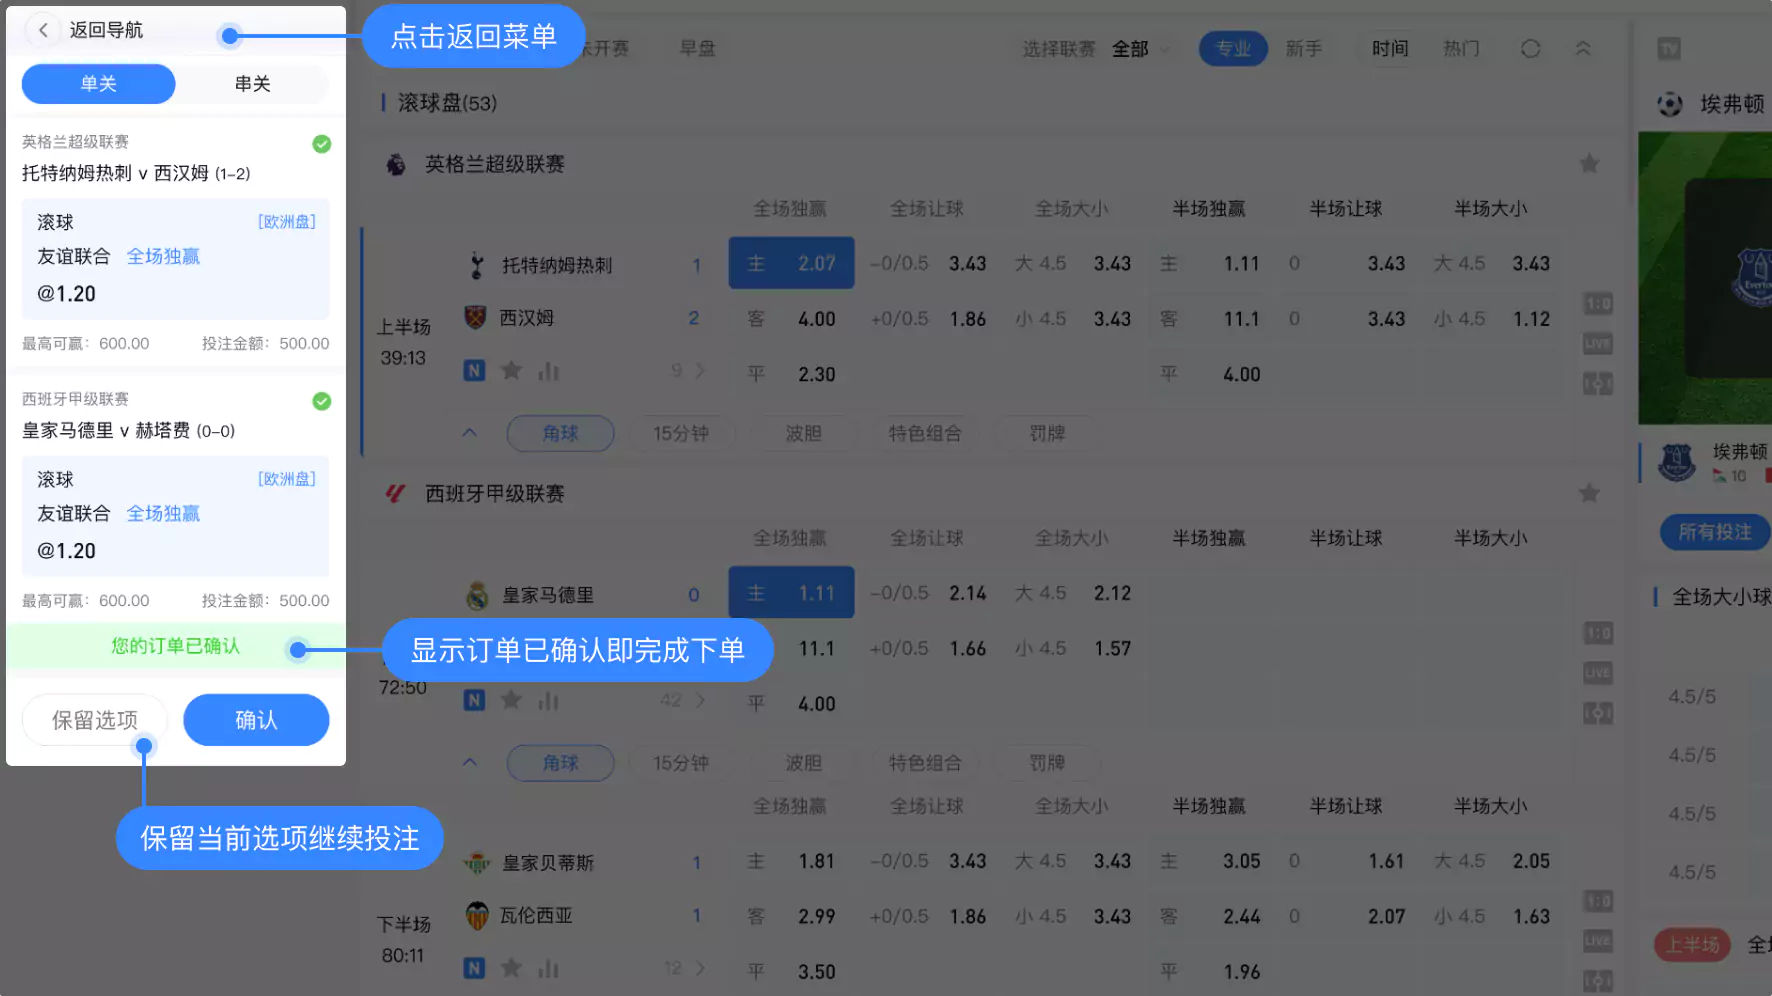 返回导航
点击返回菜单
单关
串关
英格兰超级联赛
托特纳姆热刺 v 西汉姆 (1-2)
滚球
[欧洲盘]
友谊联合 全场独赢
@1.20
最高可赢: 600.00
投注金额: 500.00
西班牙甲级联赛
皇家马德里 v 赫塔费 (0-0)
滚球
[欧洲盘]
友谊联合 全场独赢
@1.20
最高可赢: 600.00
投注金额: 500.00
您的订单已确认
显示订单已确认即完成下单
保留选项
确认
保留当前选项继续投注
开赛
早盘
选择联赛 全部
专业
新手
时间
热门
滚球盘(53)
英格兰超级联赛
全场独赢 全场让球 全场大小 半场独赢 半场让球 半场大小
托特纳姆热刺 1 主 2.07 -0/0.5 3.43 大 4.5 3.43 主 1.11 0 3.43 大 4.5 3.43
上半场
39:13
西汉姆 2 客 4.00 +0/0.5 1.86 小 4.5 3.43 客 11.1 0 3.43 小 4.5 1.12
N 9 平 2.30 平 4.00
1:0
LIVE
角球 15分钟 波胆 特色组合 罚牌
西班牙甲级联赛
全场独赢 全场让球 全场大小 半场独赢 半场让球 半场大小
皇家马德里 0 主 1.11 -0/0.5 2.14 大 4.5 2.12
11.1 +0/0.5 1.66 小 4.5 1.57
72:50
N 42 平 4.00
1:0
LIVE
角球 15分钟 波胆 特色组合 罚牌
全场独赢 全场让球 全场大小 半场独赢 半场让球 半场大小
皇家贝蒂斯 1 主 1.81 -0/0.5 3.43 大 4.5 3.43 主 3.05 0 1.61 大 4.5 2.05
下半场
80:11
瓦伦西亚 1 客 2.99 +0/0.5 1.86 小 4.5 3.43 客 2.44 0 2.07 小 4.5 1.63
N 12 平 3.50 平 1.96
1:0
LIVE
TV
埃弗顿
Everton
埃弗顿
10
所有投注
全场大小球
4.5/5
4.5/5
4.5/5
4.5/5
上半场